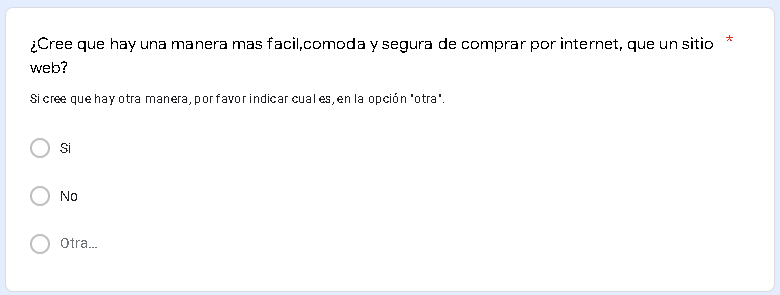 ¿Cree que hay una manera mas facil,comoda y segura de comprar por internet, que un sitio *
web?
Si cree que hay otra manera, por favor indicar cual es, en la opción "otra".
Si
No
Otra...